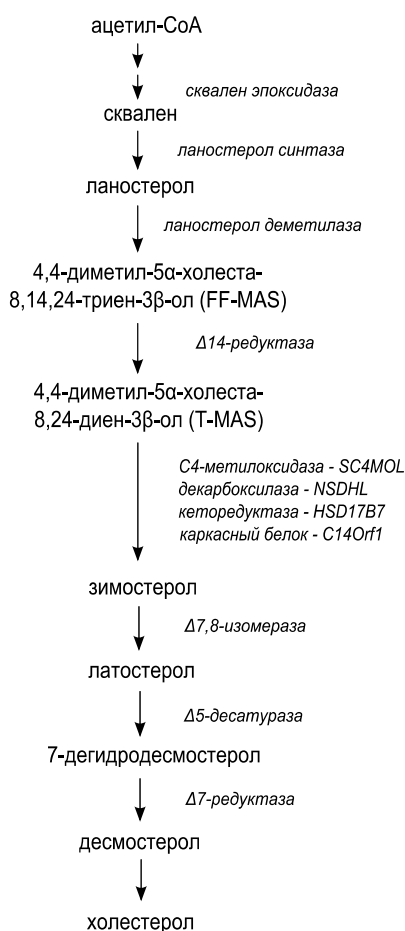 ацетил-CoA
сквален эпоксидаза
сквален
ланостерол синтаза
ланостерол
ланостерол деметилаза
4,4-диметил-5α-холеста-
8,14,24-триен-3β-ол (FF-MAS)
Δ14-редуктаза
4,4-диметил-5α-холеста-
8,24-диен-3β-ол (T-MAS)
C4-метилоксидаза - SC4MOL
декарбоксилаза - NSDHL
кеторедуктаза - HSD17B7
каркасный белок - C14Orf1
зимостерол
Δ7,8-изомераза
латостерол
Δ5-десатураза
7-дегидродесмостерол
Δ7-редуктаза
десмостерол
холестерол